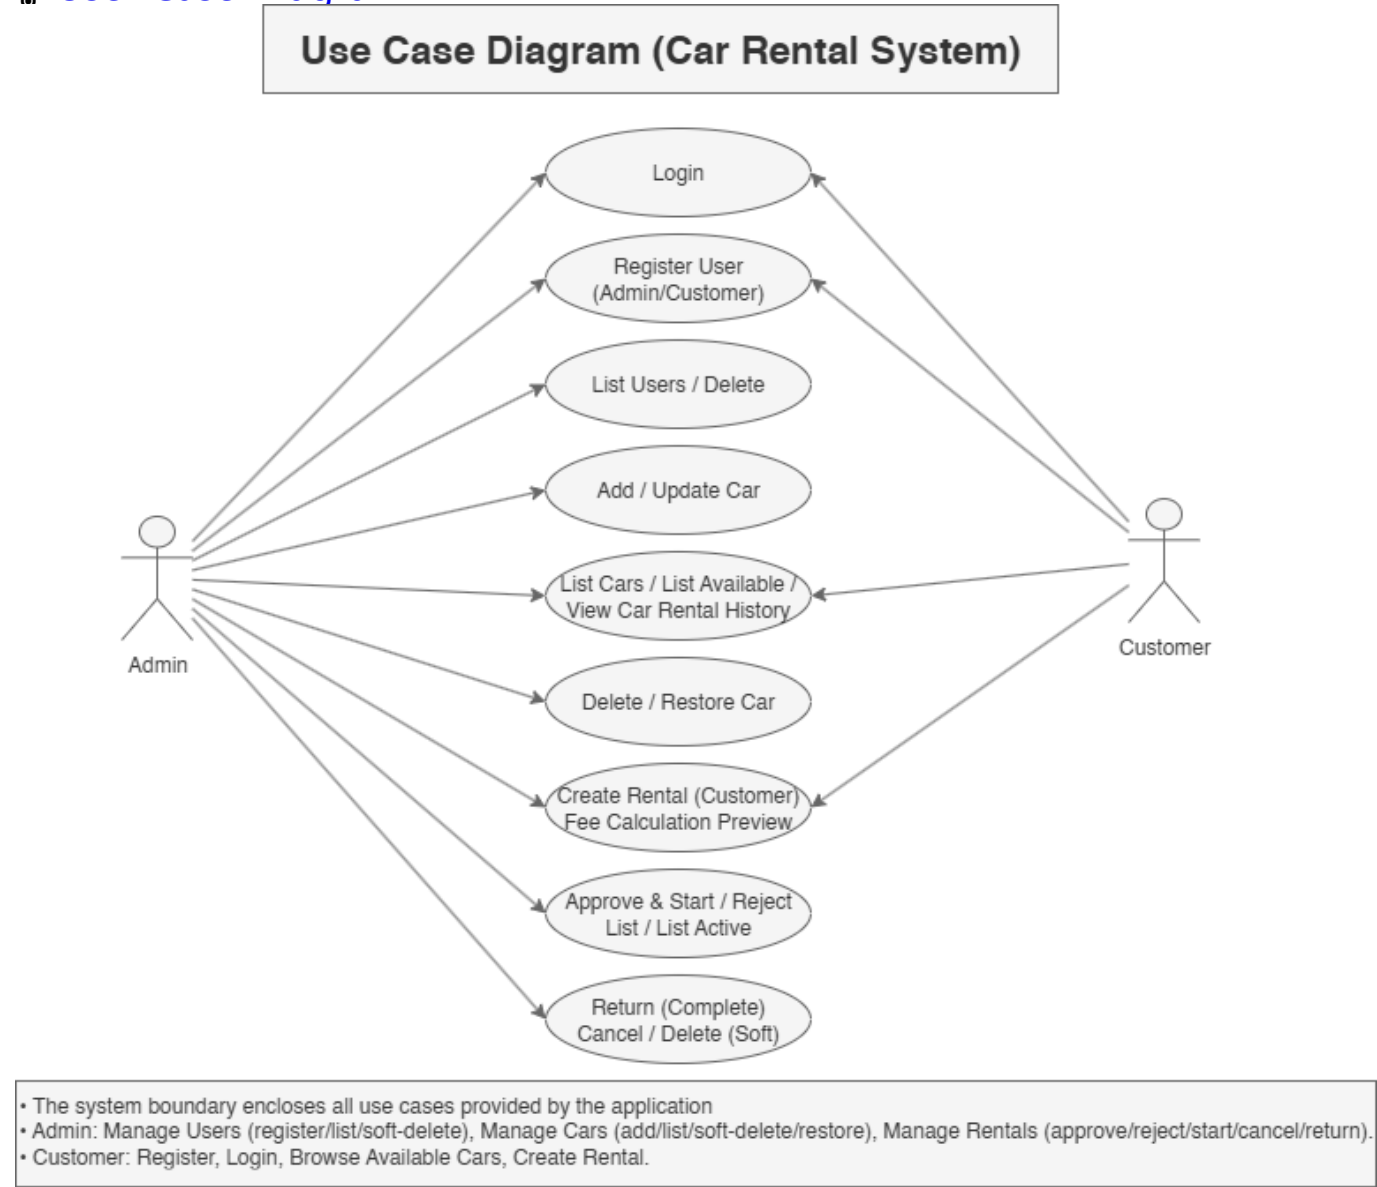 Use Case Diagram (Car Rental System)
Login
Register User
(Admin/Customer)
List Users / Delete
Add / Update Car
List Cars / List Available /
View Car Rental History
Admin
Customer
Delete / Restore Car
Create Rental (Customer)
Fee Calculation Preview
Approve & Start / Reject
List / List Active
Return (Complete)
Cancel / Delete (Soft)
• The system boundary encloses all use cases provided by the application
• Admin: Manage Users (register/list/soft-delete), Manage Cars (add/list/soft-delete/restore), Manage Rentals (approve/reject/start/cancel/return).
• Customer: Register, Login, Browse Available Cars, Create Rental.